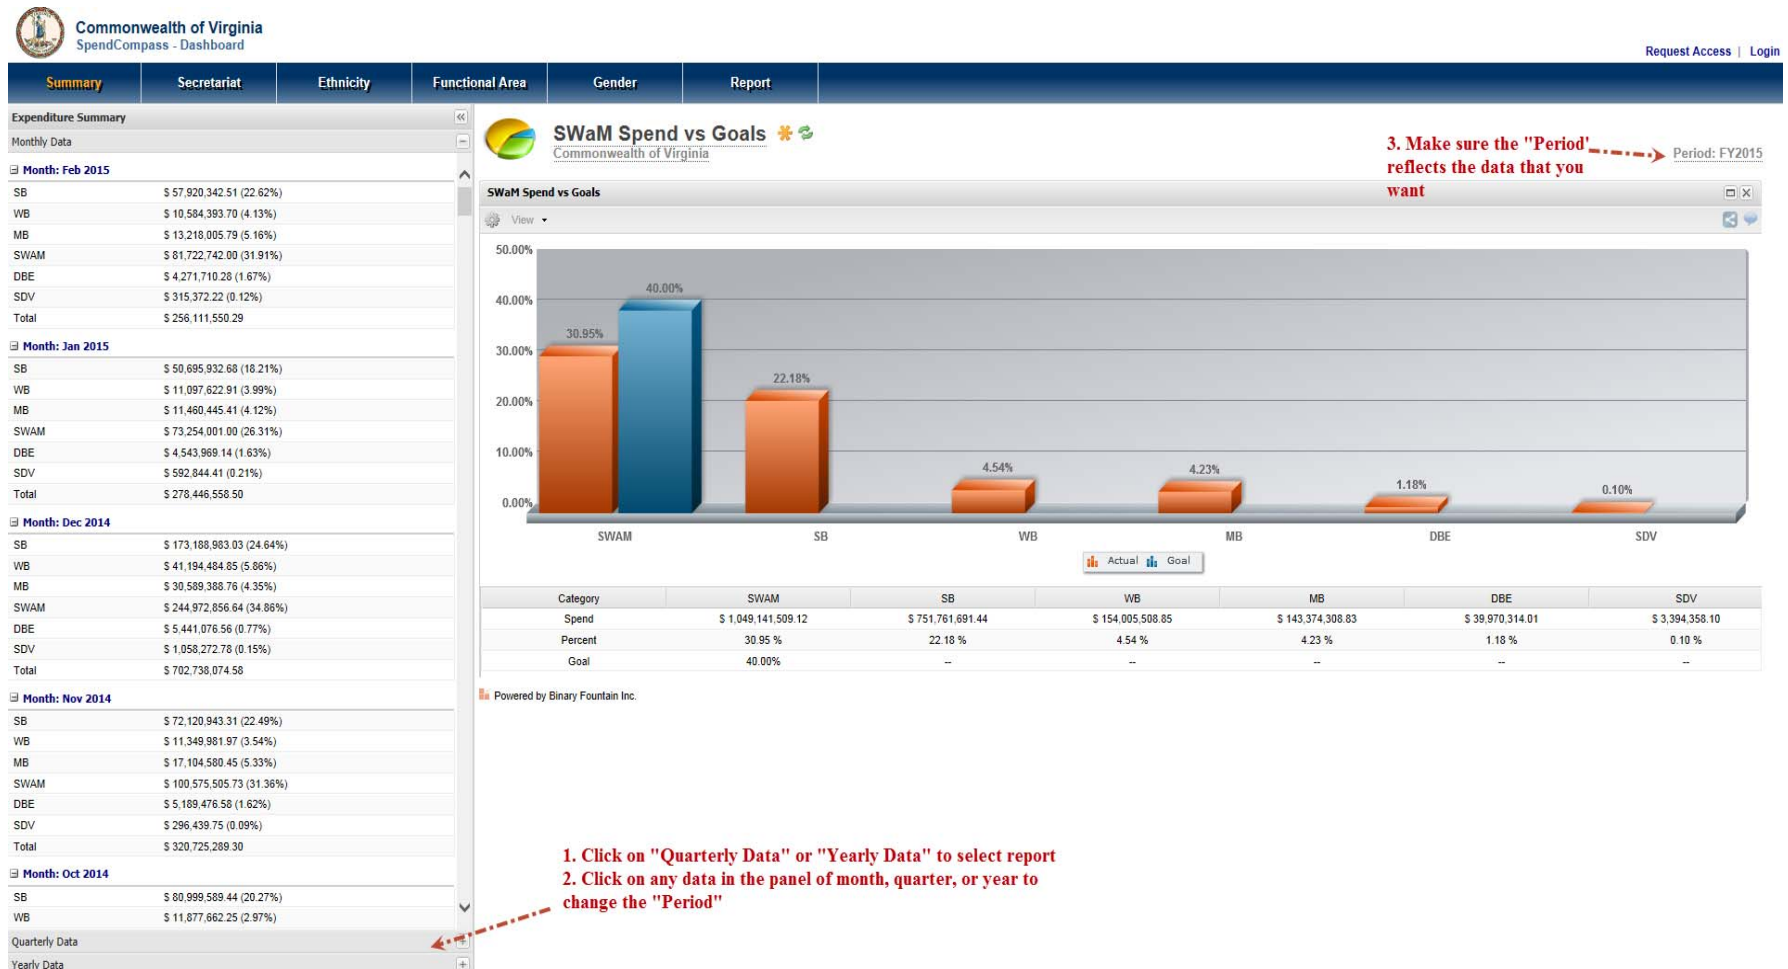 Commonwealth of Virginia
SpendCompass - Dashboard
Request Access | Login
Summary Secretariat Ethnicity Functional Area Gender Report
Expenditure Summary
Monthly Data
Month: Feb 2015
SB $ 57,920,342.51 (22.62%)
WB $ 10,584,393.70 (4.13%)
MB $ 13,218,005.79 (5.16%)
SWAM $ 81,722,742.00 (31.91%)
DBE $ 4,271,710.28 (1.67%)
SDV $ 315,372.22 (0.12%)
Total $ 256,111,550.29
Month: Jan 2015
SB $ 50,695,932.68 (18.21%)
WB $ 11,097,622.91 (3.99%)
MB $ 11,460,445.41 (4.12%)
SWAM $ 73,254,001.00 (26.31%)
DBE $ 4,543,969.14 (1.63%)
SDV $ 592,844.41 (0.21%)
Total $ 278,446,558.50
Month: Dec 2014
SB $ 173,188,983.03 (24.64%)
WB $ 41,194,484.85 (5.86%)
MB $ 30,589,388.76 (4.35%)
SWAM $ 244,972,856.64 (34.86%)
DBE $ 5,441,076.56 (0.77%)
SDV $ 1,058,272.78 (0.15%)
Total $ 702,738,074.58
Month: Nov 2014
SB $ 72,120,943.31 (22.49%)
WB $ 11,349,981.97 (3.54%)
MB $ 17,104,580.45 (5.33%)
SWAM $ 100,575,505.73 (31.36%)
DBE $ 5,189,476.58 (1.62%)
SDV $ 296,439.75 (0.09%)
Total $ 320,725,289.30
Month: Oct 2014
SB $ 80,999,589.44 (20.27%)
WB $ 11,877,662.25 (2.97%)
Quarterly Data
Yearly Data
SWaM Spend vs Goals
Commonwealth of Virginia
3. Make sure the "Period'
reflects the data that you
want
Period: FY2015
SWaM Spend vs Goals
View
50.00%
40.00%
30.00%
20.00%
10.00%
0.00%
30.95%
40.00%
22.18%
4.54%
4.23%
1.18%
0.10%
SWAM SB WB MB DBE SDV
Actual Goal
Category SWAM SB WB MB DBE SDV
Spend $ 1,049,141,509.12 $ 751,761,691.44 $ 154,005,508.85 $ 143,374,308.83 $ 39,970,314.01 $ 3,394,358.10
Percent 30.95 % 22.18 % 4.54 % 4.23 % 1.18 % 0.10 %
Goal 40.00% -- -- -- -- --
Powered by Binary Fountain Inc.
1. Click on "Quarterly Data" or "Yearly Data" to select report
2. Click on any data in the panel of month, quarter, or year to
change the "Period"